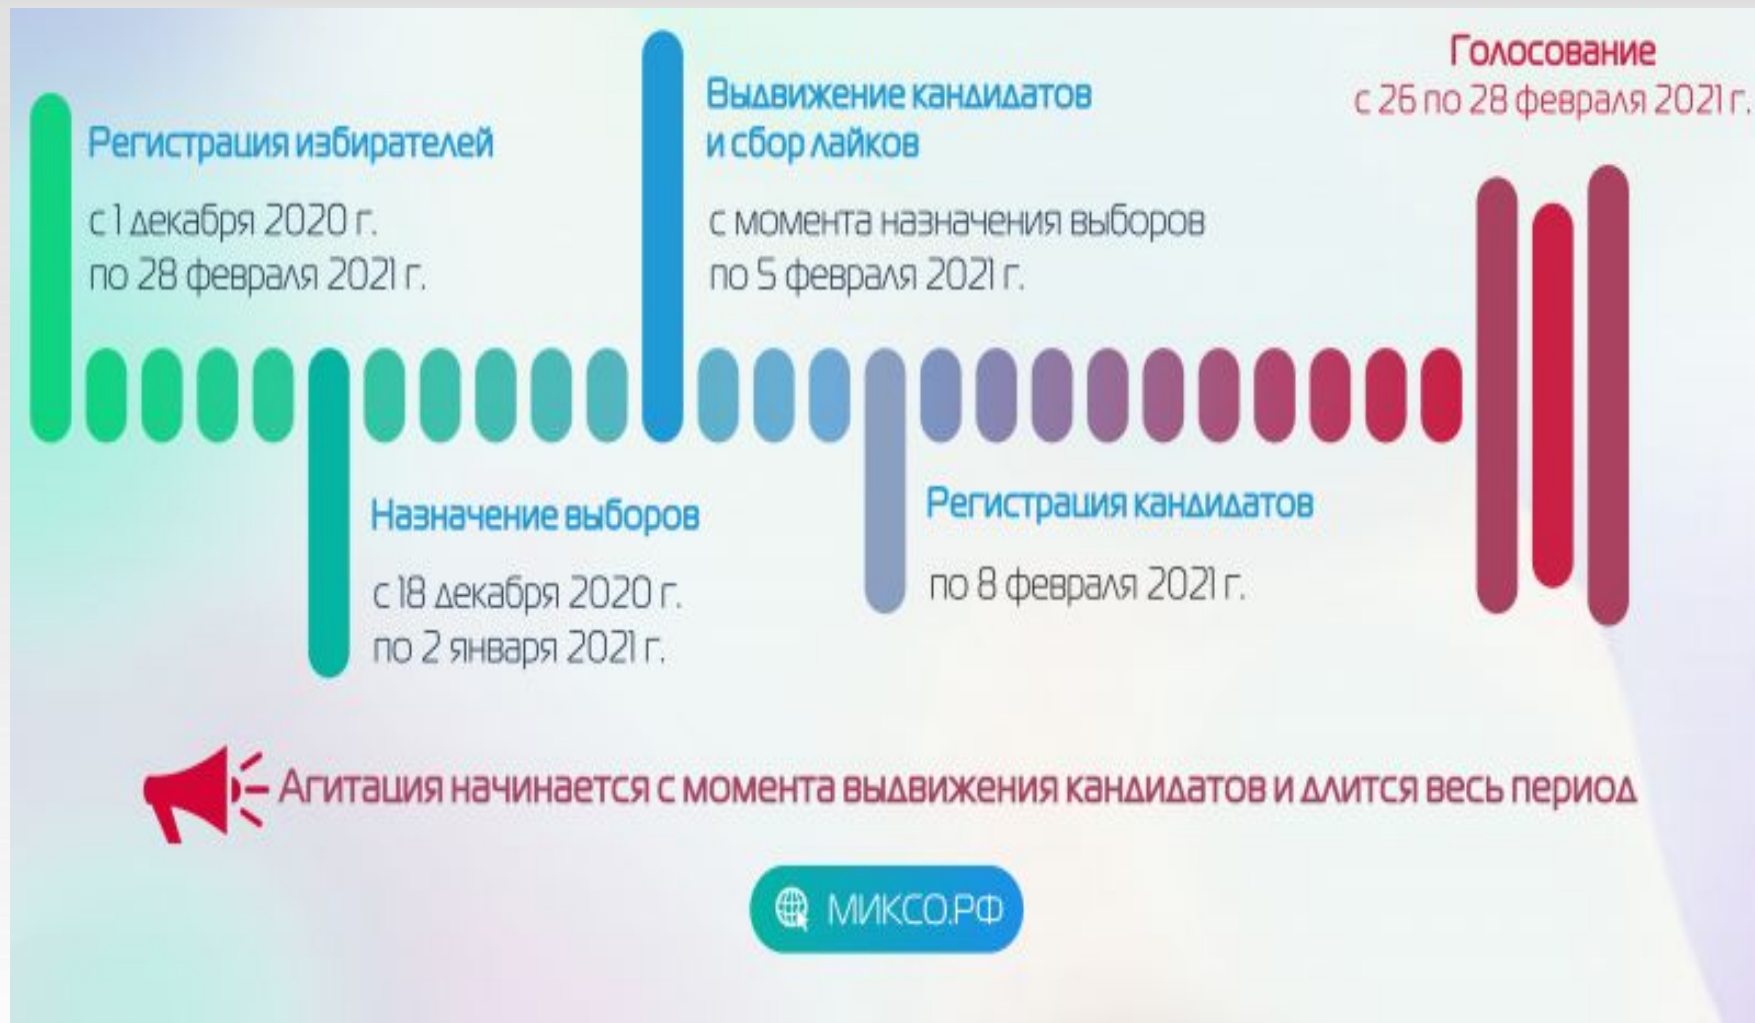 Регистрация избирателей
с 1 декабря 2020 г.
по 28 февраля 2021 г.
Назначение выборов
с 18 декабря 2020 г.
по 2 января 2021 г.
Выдвижение кандидатов
и сбор лайков
с момента назначения выборов
по 5 февраля 2021 г.
Регистрация кандидатов
по 8 февраля 2021 г.
Голосование
с 26 по 28 февраля 2021 г.
Агитация начинается с момента выдвижения кандидатов и длится весь период
МИКСО.РФ